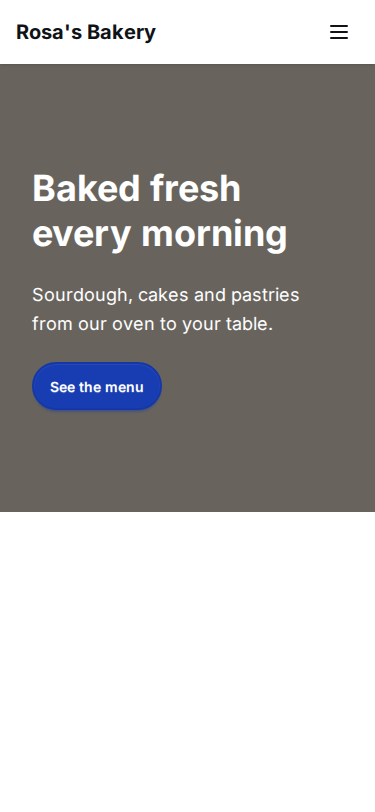 Rosa's Bakery
Baked fresh
every morning
Sourdough, cakes and pastries
from our oven to your table.
See the menu